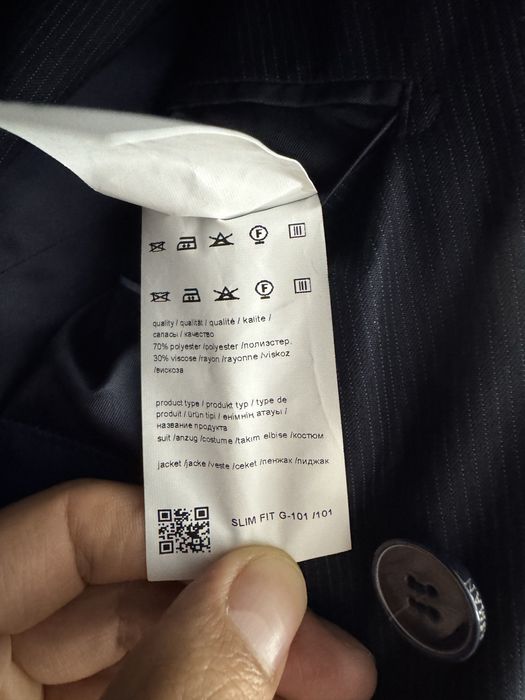 F
F
quality / qualität / qualité / kalite /
сапасы / качество
70% polyester /polyester /полиэстер.
30% viscose /rayon /rayonne /viskoz
/вискоза
product type / produkt typ / type de
produit / ürün tipi / өнімнің атауы /
название продукта
suit /anzug /costume /takım elbise /костюм
jacket /jacke /veste /ceket /пенжак /пиджак
SLIM FIT G-101 /101